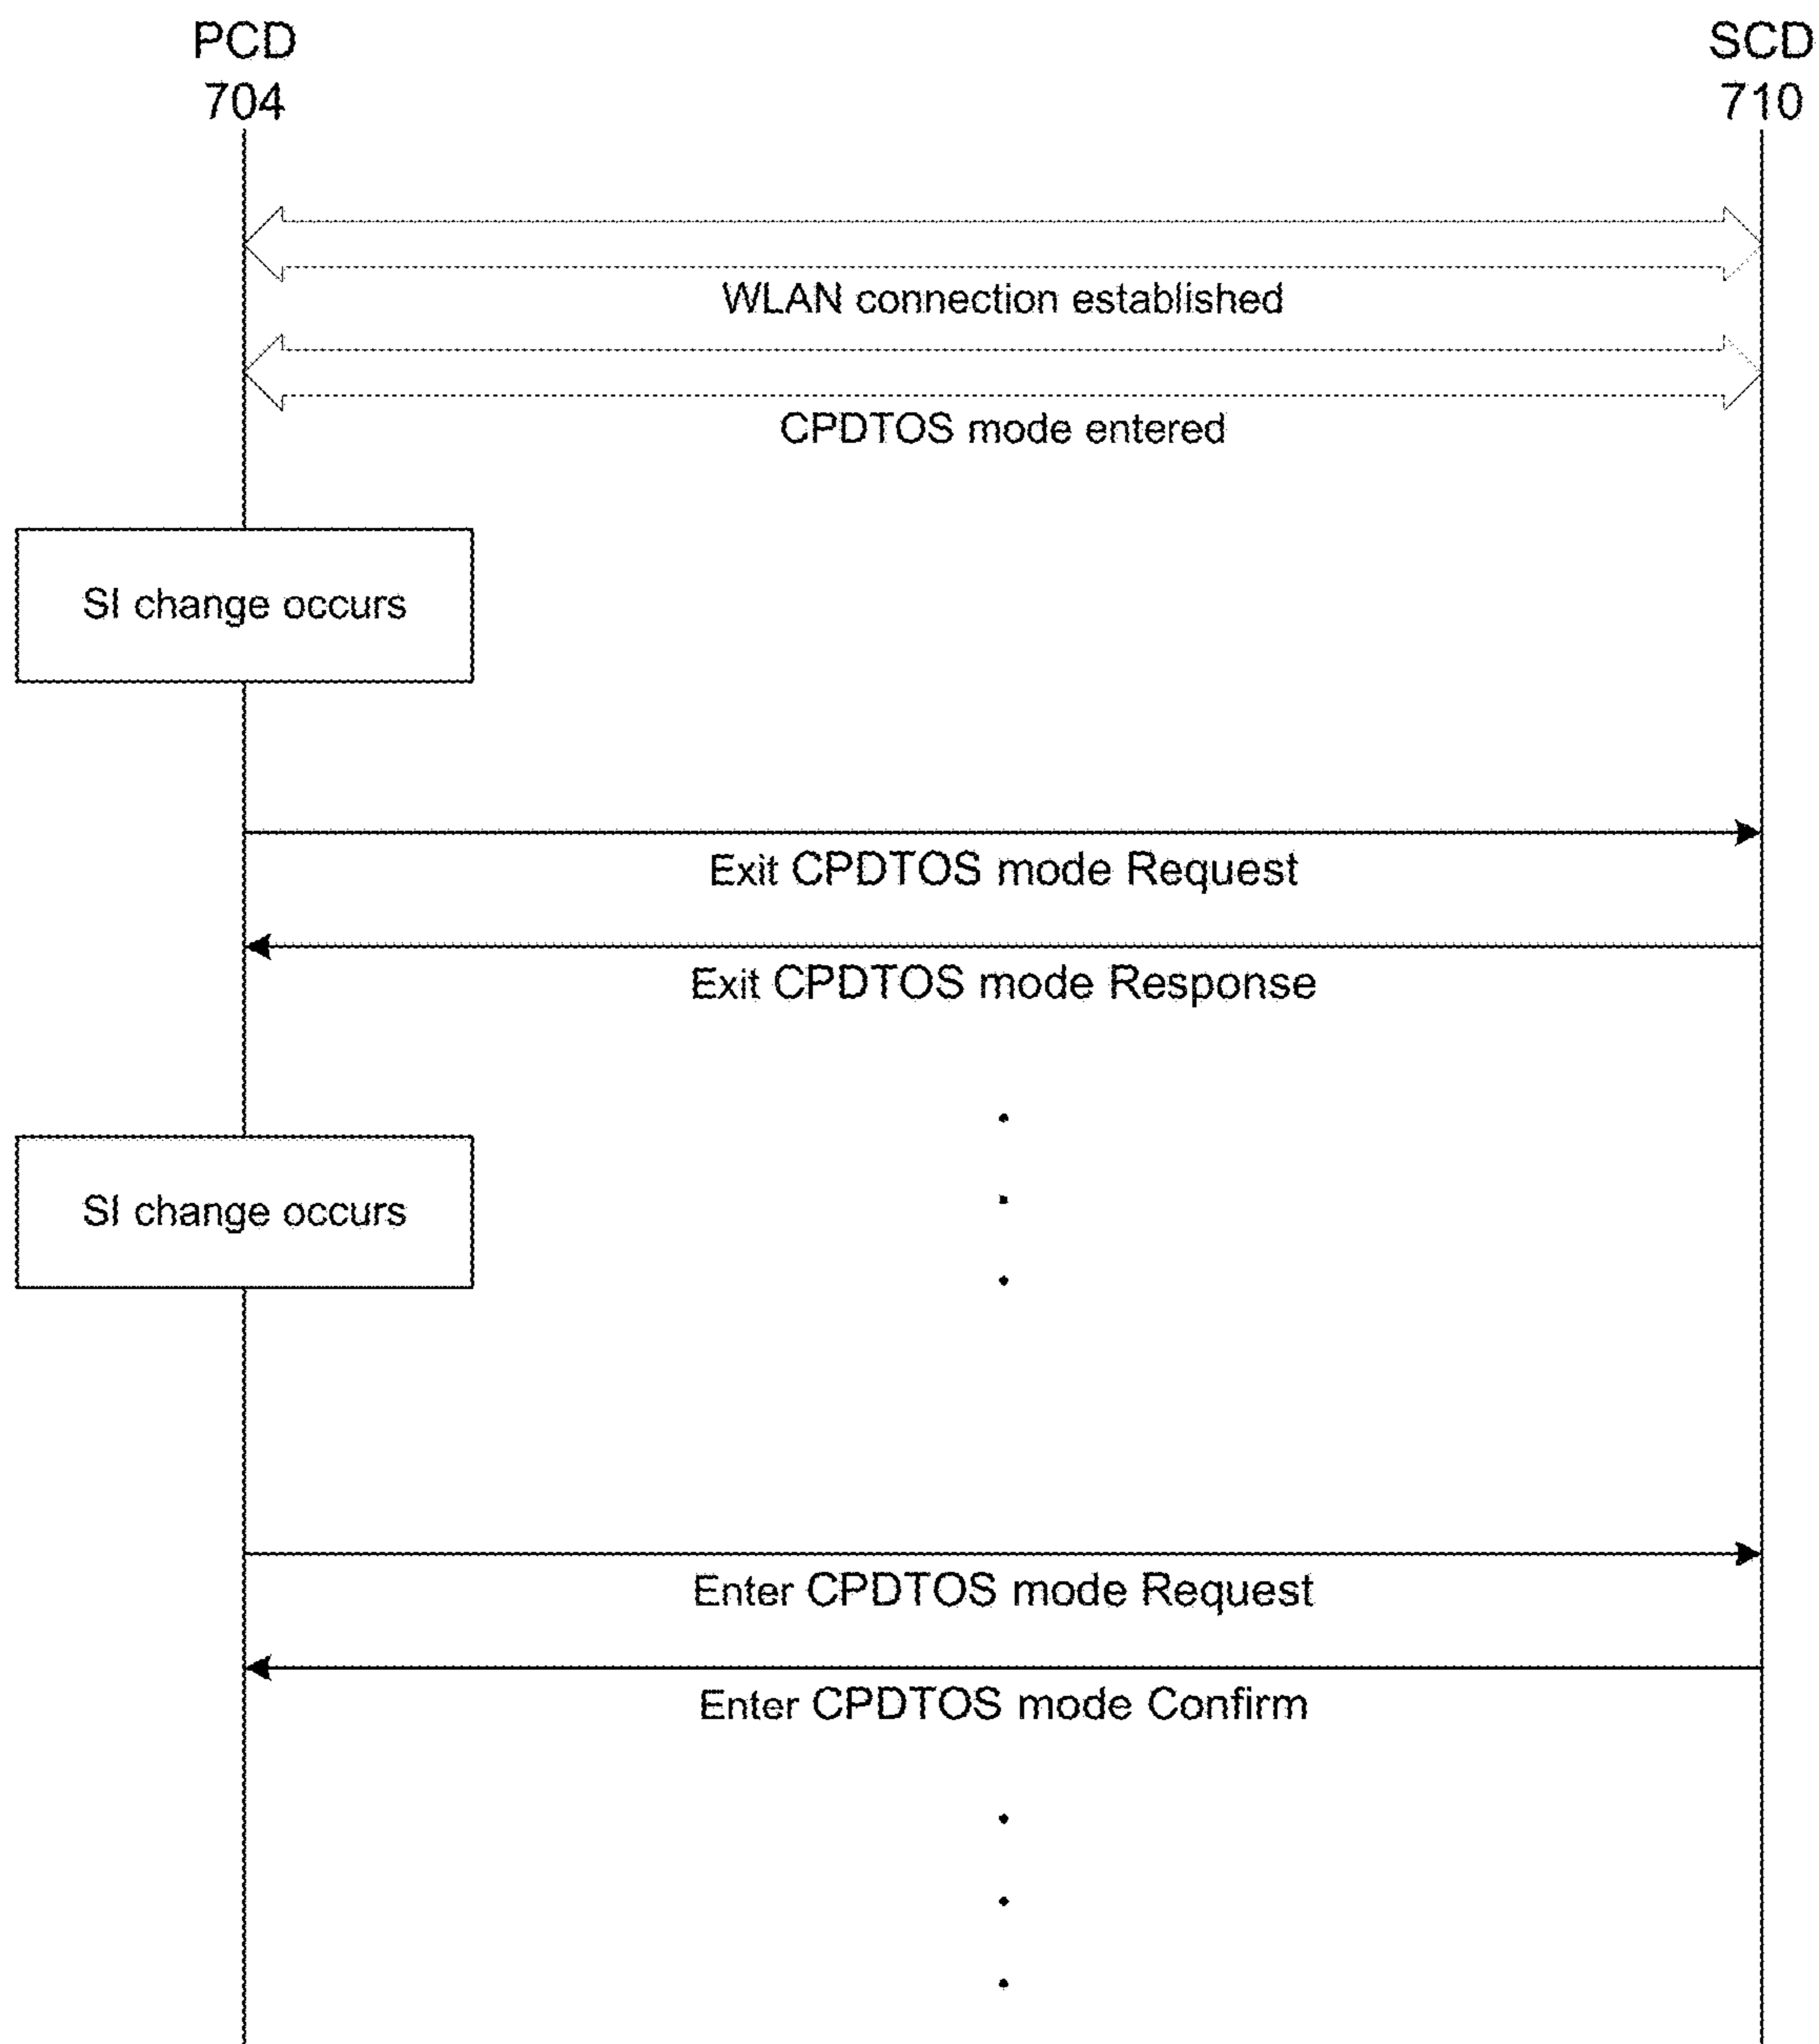 PCD
704
SCD
710
WLAN connection established
CPDTOS mode entered
SI change occurs
Exit CPDTOS mode Request
Exit CPDTOS mode Response
SI change occurs
Enter CPDTOS mode Request
Enter CPDTOS mode Confirm